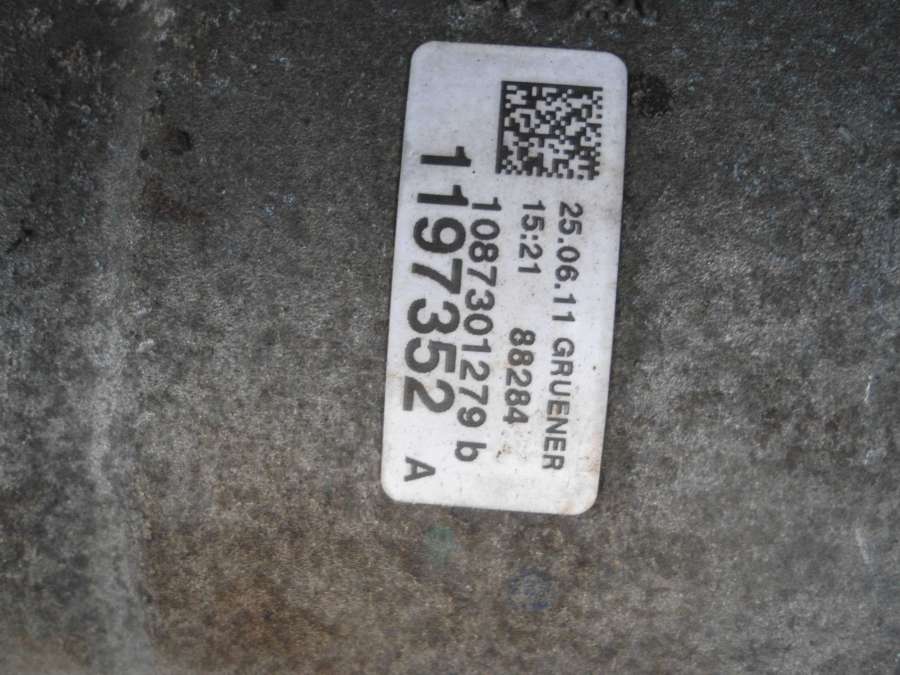 25.06.11 GRUENER
15:21 88284
1087301279 b
1197352 A